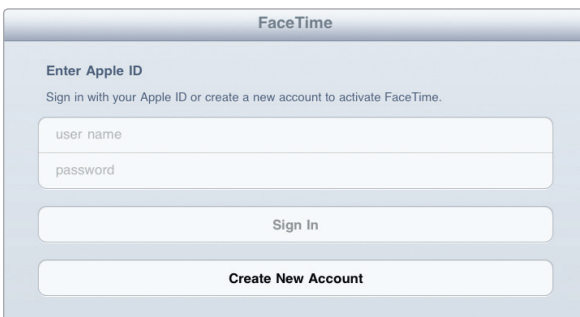 FaceTime
Enter Apple ID
Sign in with your Apple ID or create a new account to activate FaceTime.
user name
password
Sign In
Create New Account